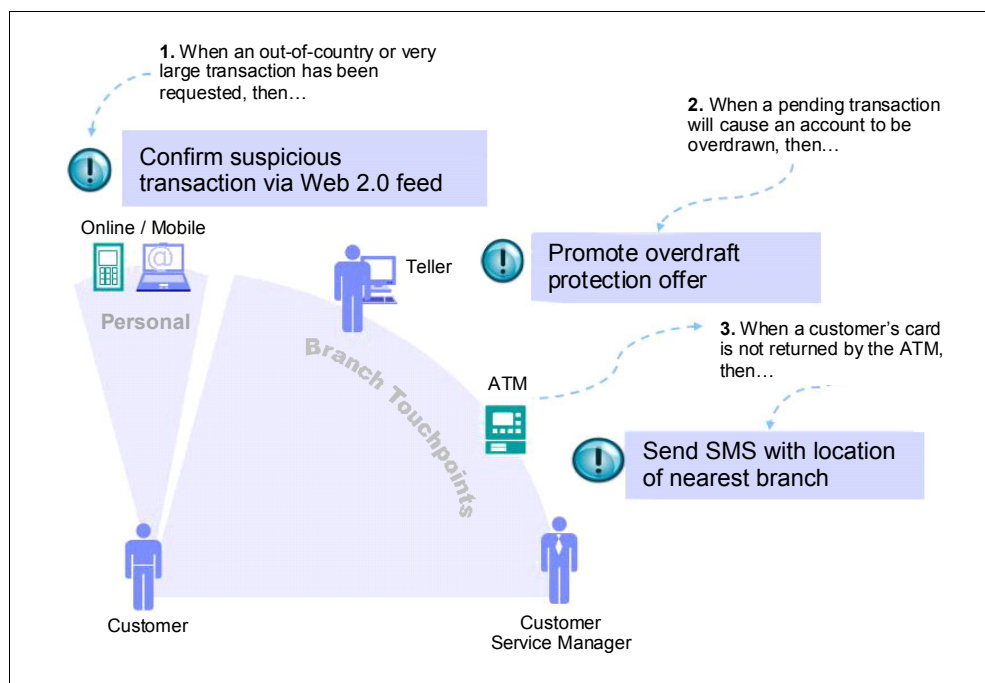 1. When an out-of-country or very
large transaction has been
requested, then…
Confirm suspicious
transaction via Web 2.0 feed
2. When a pending transaction
will cause an account to be
overdrawn, then…
Promote overdraft
protection offer
Online / Mobile
@
Personal
Teller
Branch Touchpoints
3. When a customer’s card
is not returned by the ATM,
then…
ATM
Send SMS with location
of nearest branch
Customer
Customer
Service Manager